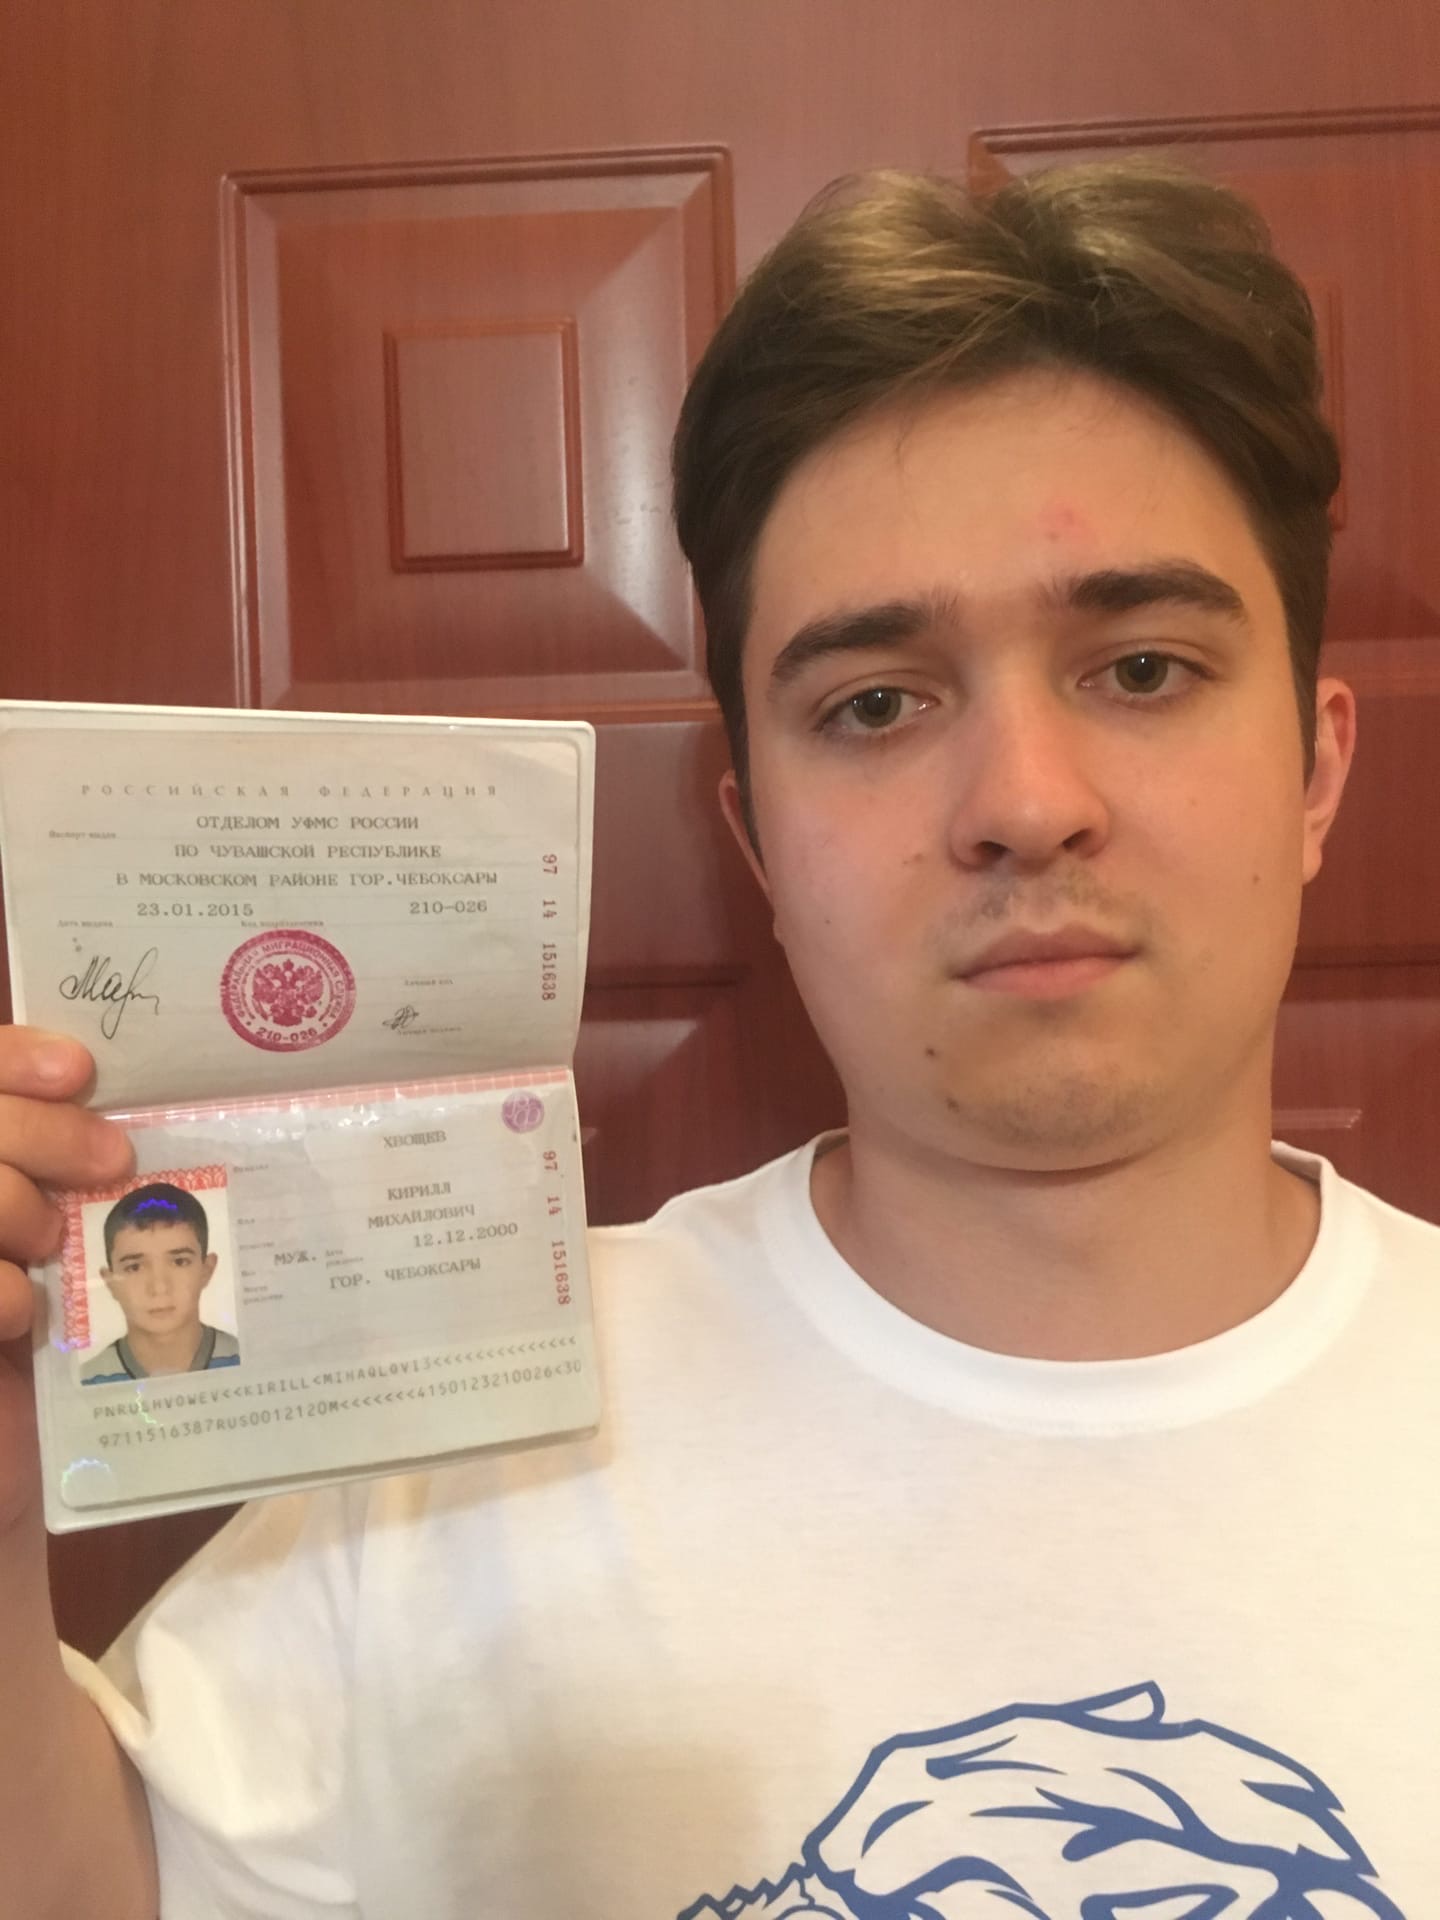 РОССИЙСКАЯ ФЕДЕРАЦИЯ
Паспорт выдан
ОТДЕЛОМ УФМС РОССИИ
ПО ЧУВАШСКОЙ РЕСПУБЛИКЕ
В МОСКОВСКОМ РАЙОНЕ ГОР.ЧЕБОКСАРЫ
Дата выдачи 23.01.2015 Код подразделения 210-026
97 14 151638
Личный код
Личная подпись
ФЕДЕРАЛЬНАЯ МИГРАЦИОННАЯ СЛУЖБА
210-026
РФ
Фамилия ХВОЩЕВ
Имя КИРИЛЛ
Отчество МИХАЙЛОВИЧ
Пол МУЖ. Дата рождения 12.12.2000
Место рождения ГОР. ЧЕБОКСАРЫ
97 14 151638
PNRUSHVOWEV<<KIRILL<MIHAQLOVI3<<<<<<<<<<<<<<
9711516387RUS0012120M<<<<<<<4150123210026<30